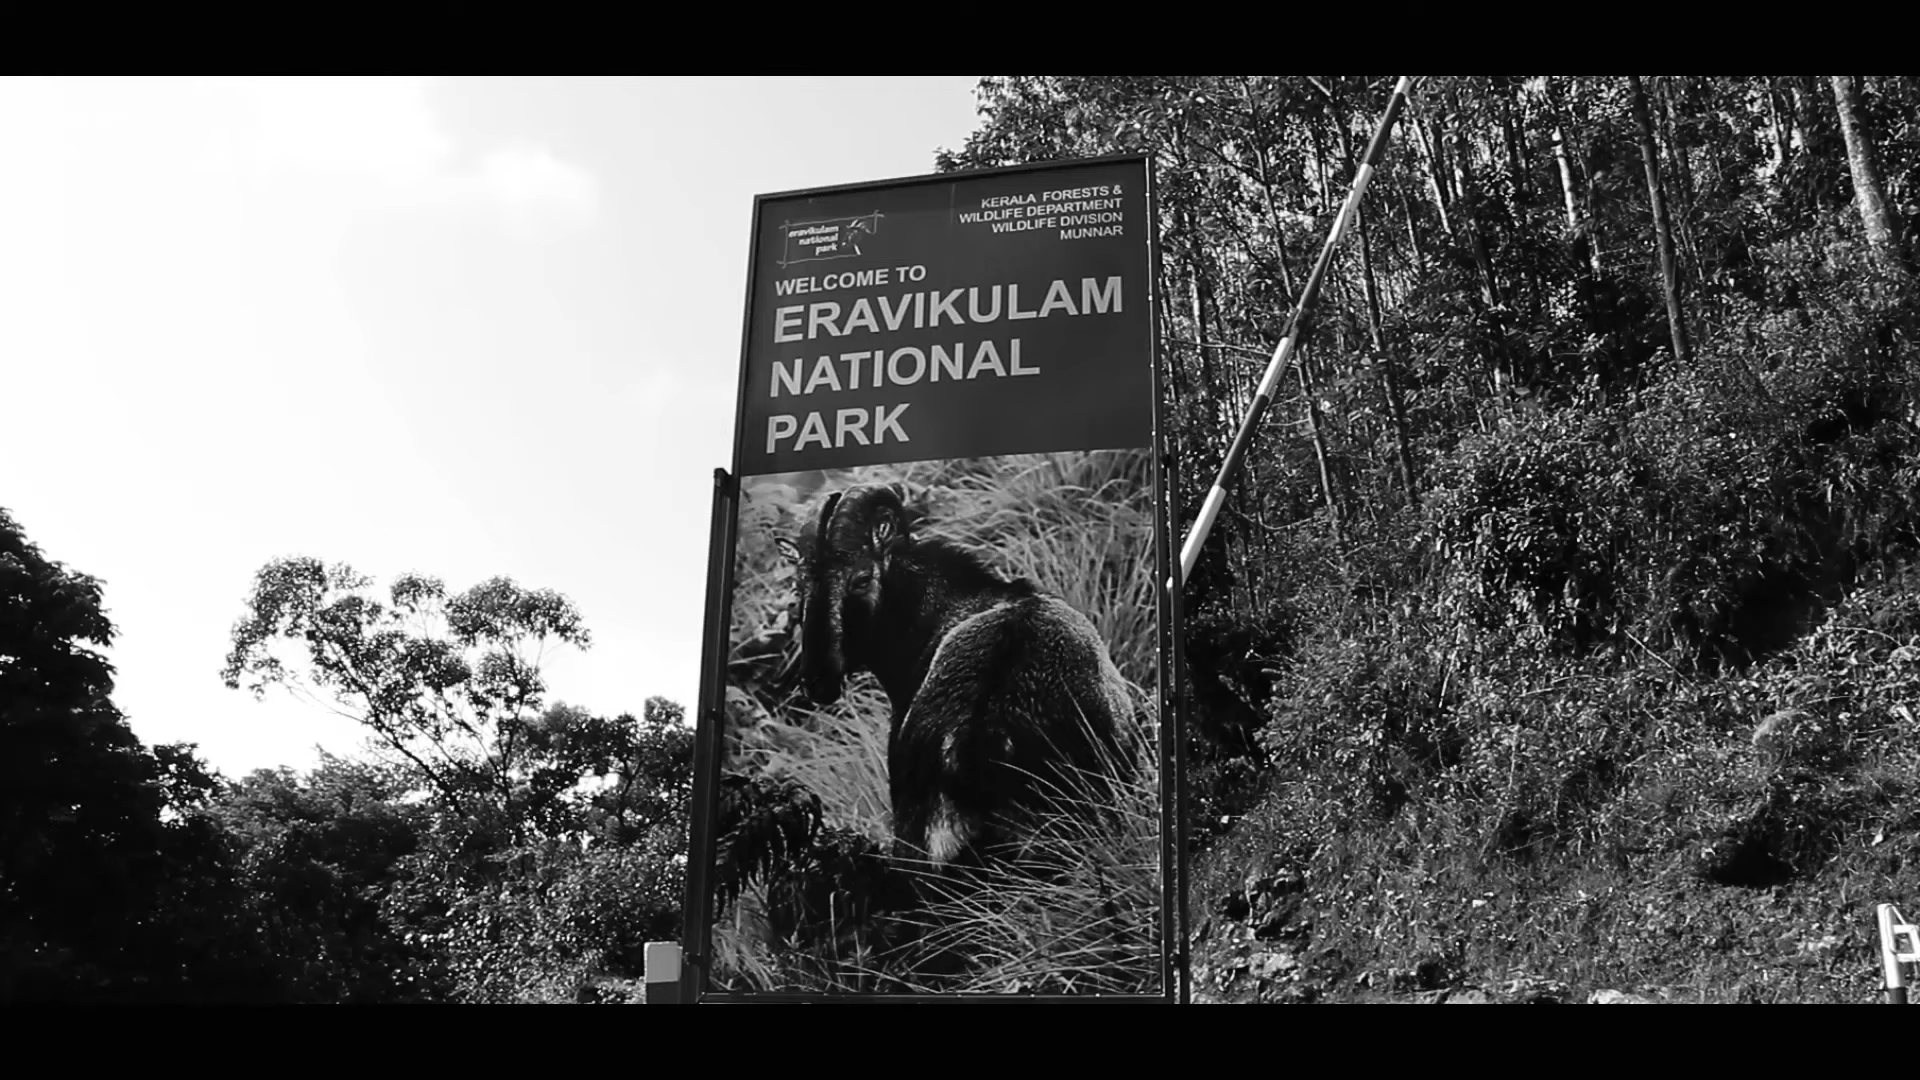 eravikulam
national
park
KERALA FORESTS &
WILDLIFE DEPARTMENT
WILDLIFE DIVISION
MUNNAR
WELCOME TO
ERAVIKULAM
NATIONAL
PARK